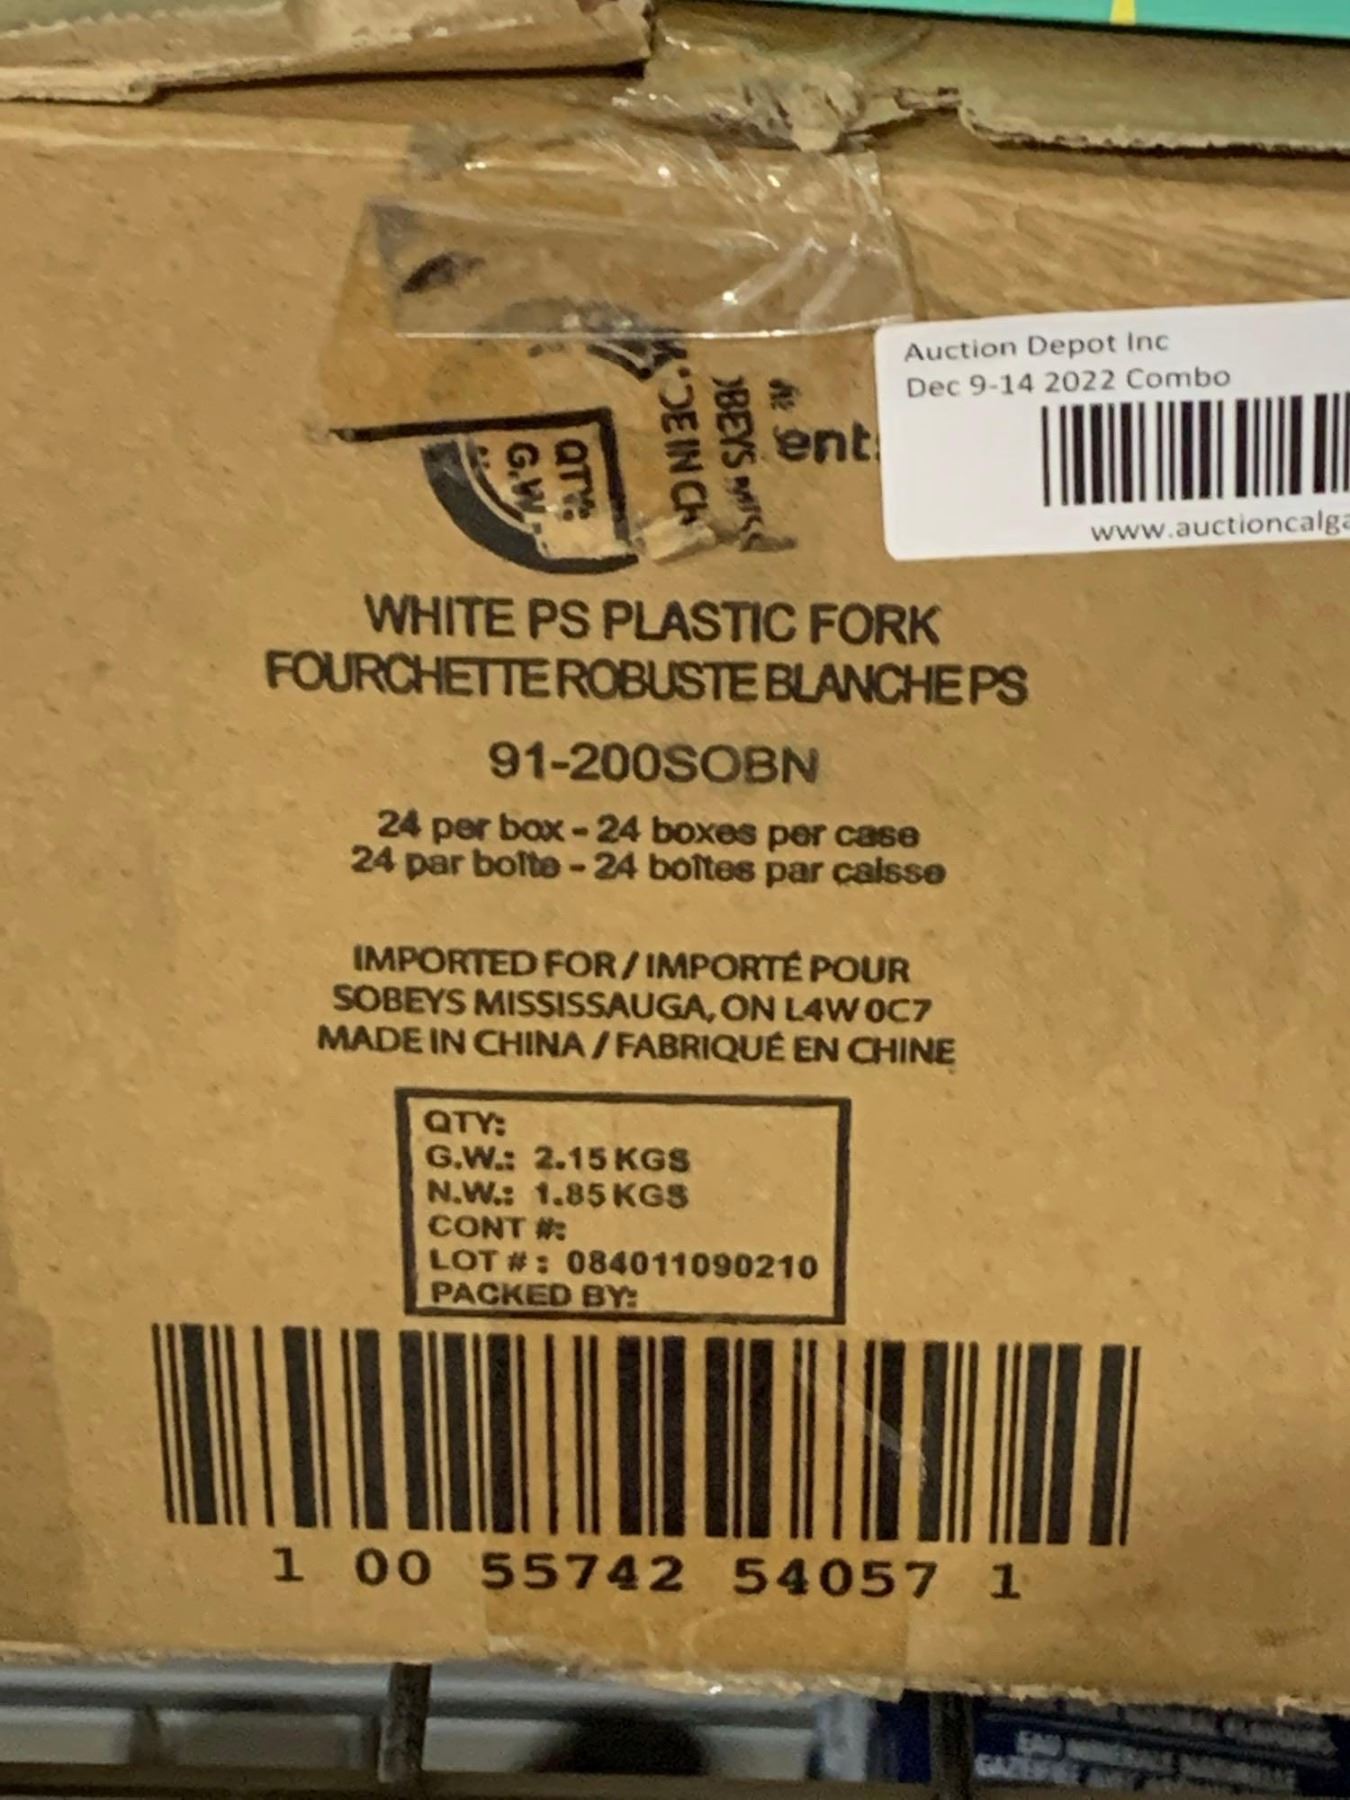 Auction Depot Inc
Dec 9-14 2022 Combo
www.auctioncalga
QTY:
G.W.:
ent
WHITE PS PLASTIC FORK
FOURCHETTE ROBUSTE BLANCHE PS
91-200SOBN
24 per box - 24 boxes per case
24 par boîte - 24 boîtes par caisse
IMPORTED FOR / IMPORTÉ POUR
SOBEYS MISSISSAUGA, ON L4W 0C7
MADE IN CHINA / FABRIQUÉ EN CHINE
QTY:
G.W.: 2.15 KGS
N.W.: 1.85 KGS
CONT #:
LOT # : 084011090210
PACKED BY:
1 00 55742 54057 1